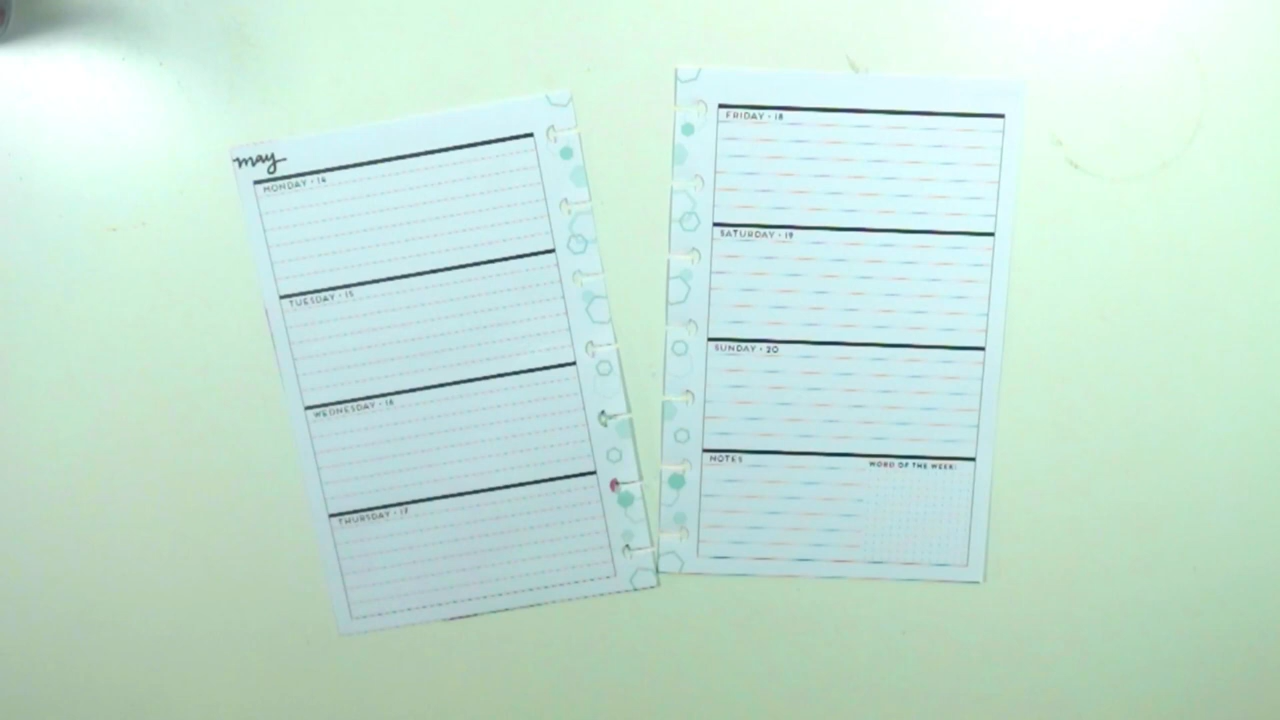 may
MONDAY · 14
TUESDAY · 15
WEDNESDAY · 16
THURSDAY · 17
FRIDAY · 18
SATURDAY · 19
SUNDAY · 20
NOTES
WORD OF THE WEEK: